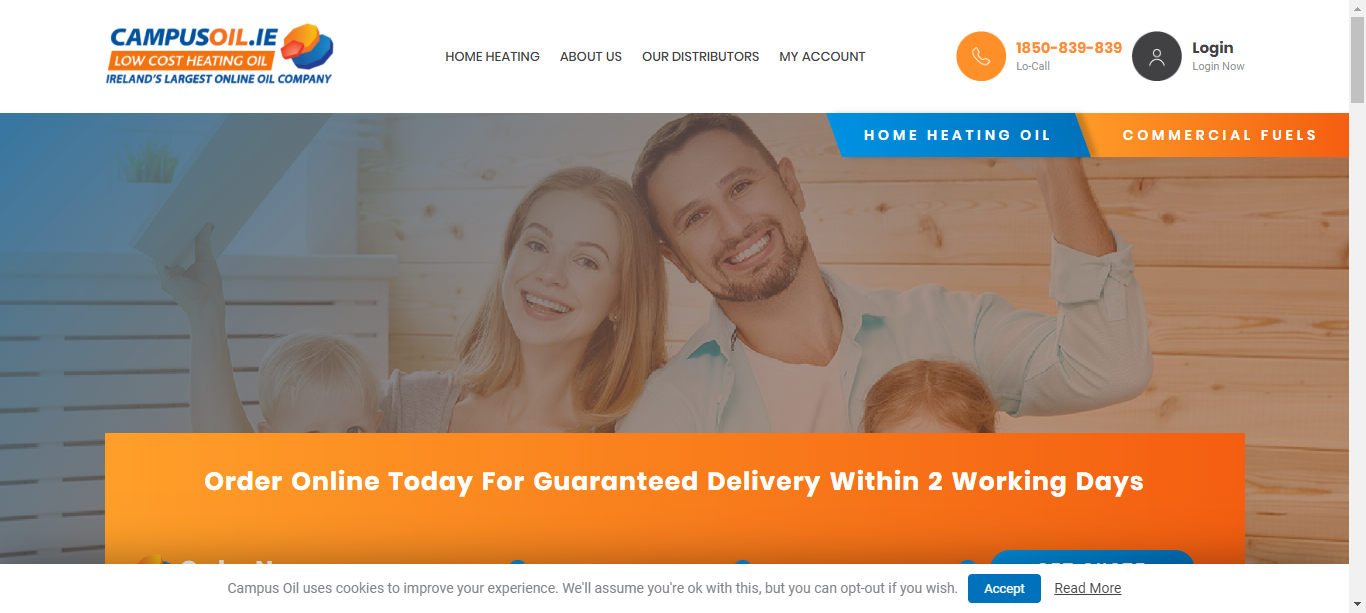 CAMPUSOIL.IE
LOW COST HEATING OIL
IRELAND'S LARGEST ONLINE OIL COMPANY
HOME HEATING
ABOUT US
OUR DISTRIBUTORS
MY ACCOUNT
1850-839-839
Lo-Call
Login
Login Now
HOME HEATING OIL
COMMERCIAL FUELS
Order Online Today For Guaranteed Delivery Within 2 Working Days
Campus Oil uses cookies to improve your experience. We'll assume you're ok with this, but you can opt-out if you wish.
Accept
Read More